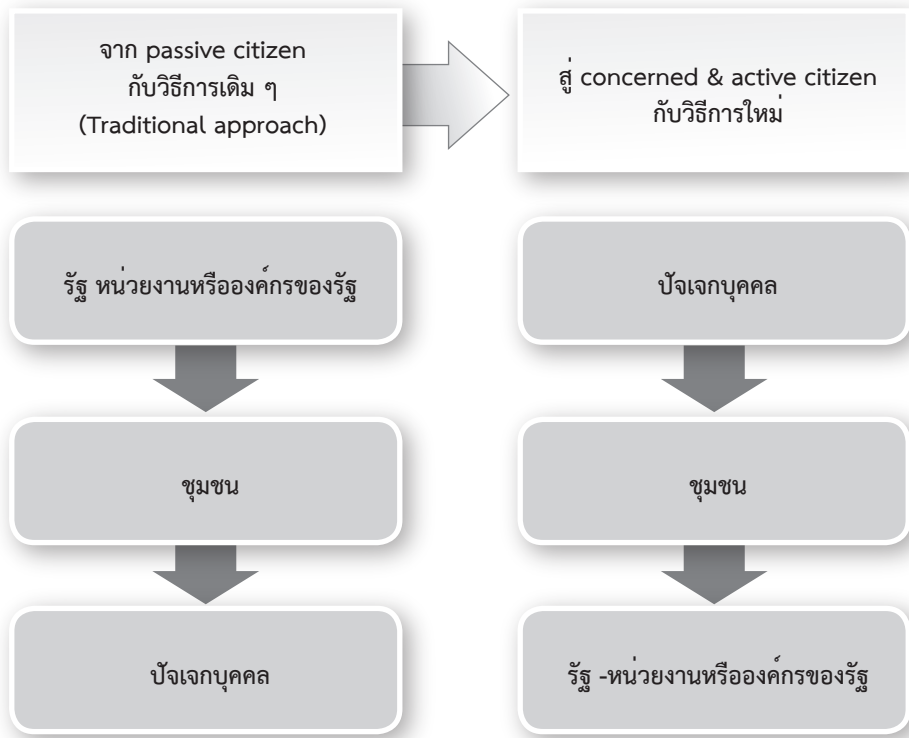 จาก passive citizen
กับวิธีการเดิม ๆ
(Traditional approach)
สู่ concerned & active citizen
กับวิธีการใหม่
รัฐ หน่วยงานหรือองค์กรของรัฐ
ชุมชน
ปัจเจกบุคคล
ปัจเจกบุคคล
ชุมชน
รัฐ -หน่วยงานหรือองค์กรของรัฐ